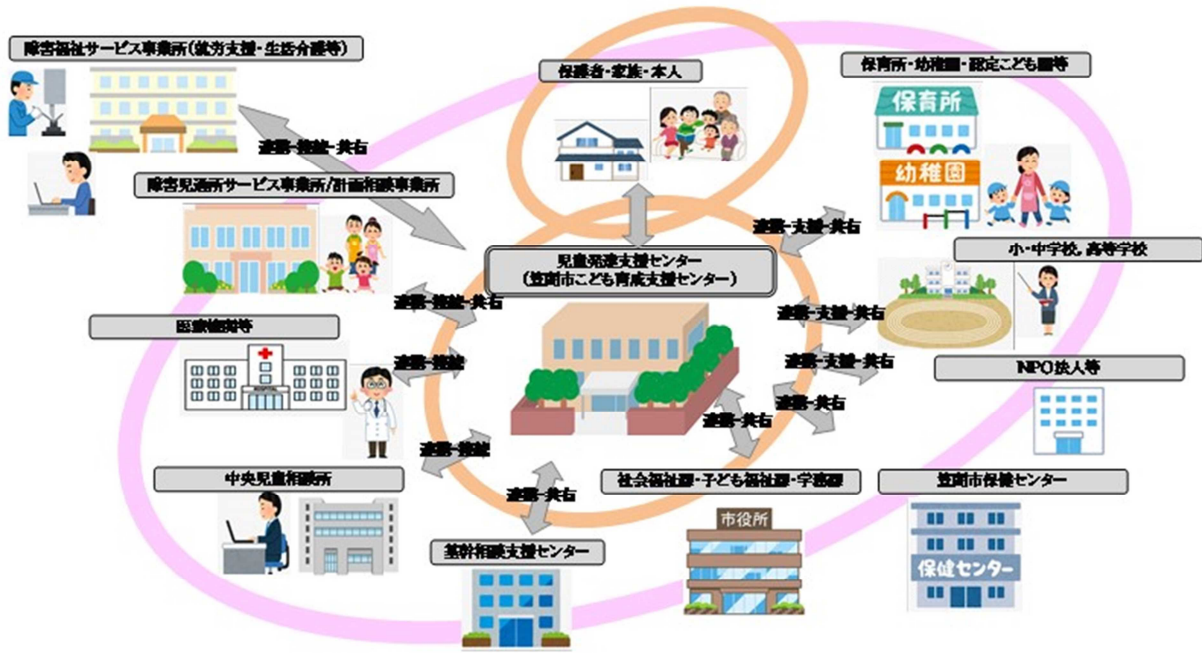 障害福祉サービス事業所(就労支援・生活介護等)
保護者・家族・本人
保育所・幼稚園・認定こども園等
保育所
幼稚園
連携・接続・共有
障害児通所サービス事業所/計画相談事業所
連携・支援・共有
小・中学校、高等学校
児童発達支援センター
(笠間市こども育成支援センター)
連携・接続・共有
連携・支援・共有
医療機関等
HOSPITAL
連携・接続
連携・支援・共有
NPO法人等
連携・共有
連携・共有
連携・接続
中央児童相談所
連携・共有
社会福祉課・子ども福祉課・学務課
笠間市保健センター
市役所
基幹相談支援センター
保健センター